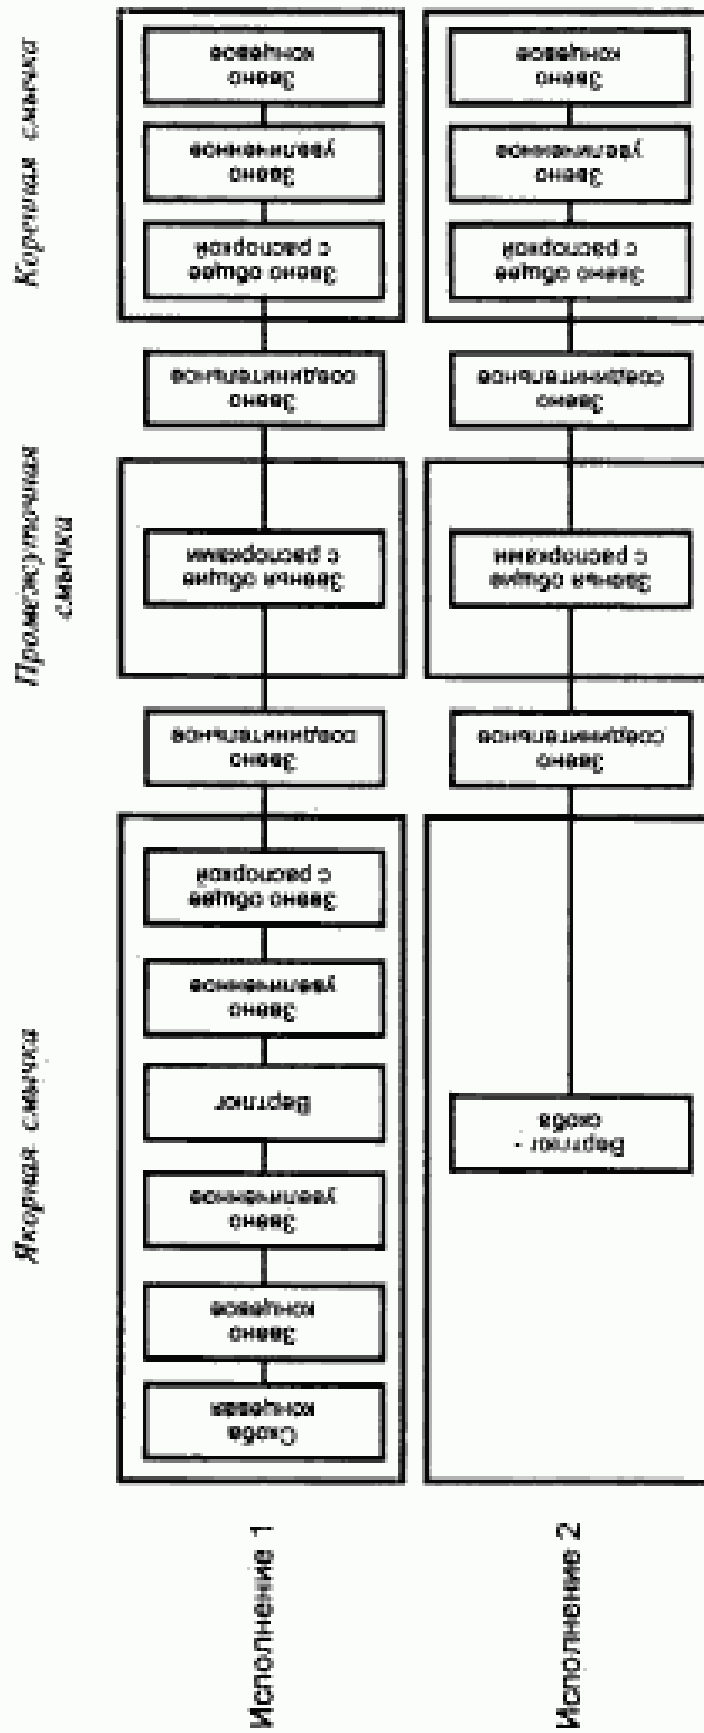 Якорная смычка
Промежуточная
смычка
Коренная смычка
Исполнение 1
Скоба
концевая
Звено
концевое
Звено
увеличенное
Вертлюг
Звено
увеличенное
Звено общее
с распоркой
Звено
соединительное
Звенья общие
с распорками
Звено
соединительное
Звено общее
с распоркой
Звено
увеличенное
Звено
концевое
Исполнение 2
Вертлюг -
скоба
Звено
соединительное
Звенья общие
с распорками
Звено
соединительное
Звено общее
с распоркой
Звено
увеличенное
Звено
концевое